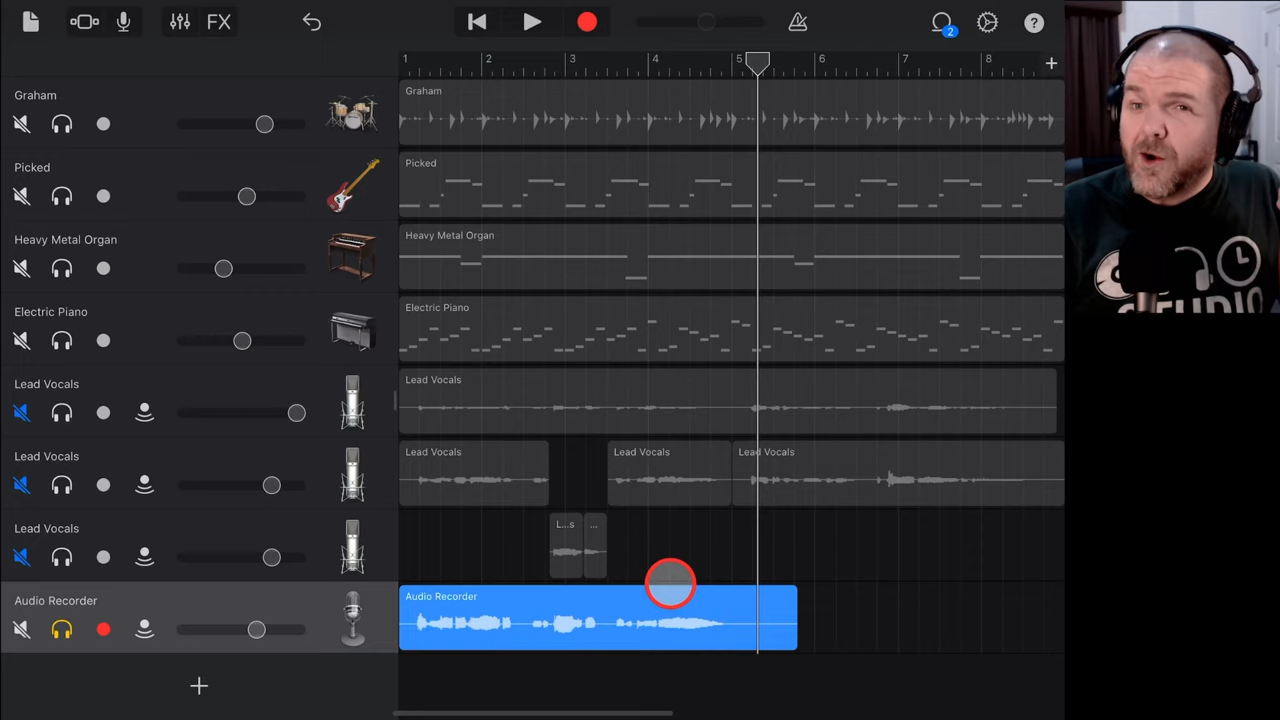 FX
2
?
1 2 3 4 5 6 7 8
Graham
Graham
Picked
Picked
Heavy Metal Organ
Heavy Metal Organ
Electric Piano
Electric Piano
Lead Vocals
Lead Vocals
Lead Vocals
Lead Vocals Lead Vocals Lead Vocals
Lead Vocals
L...s ...
Audio Recorder
Audio Recorder